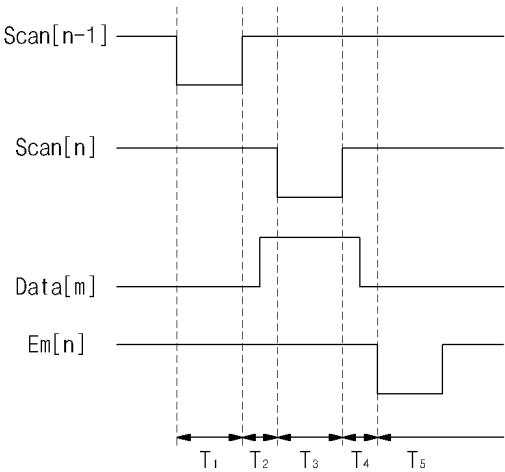 Scan[n-1]
Scan[n]
Data[m]
Em[n]
T₁ T₂ T₃ T₄ T₅